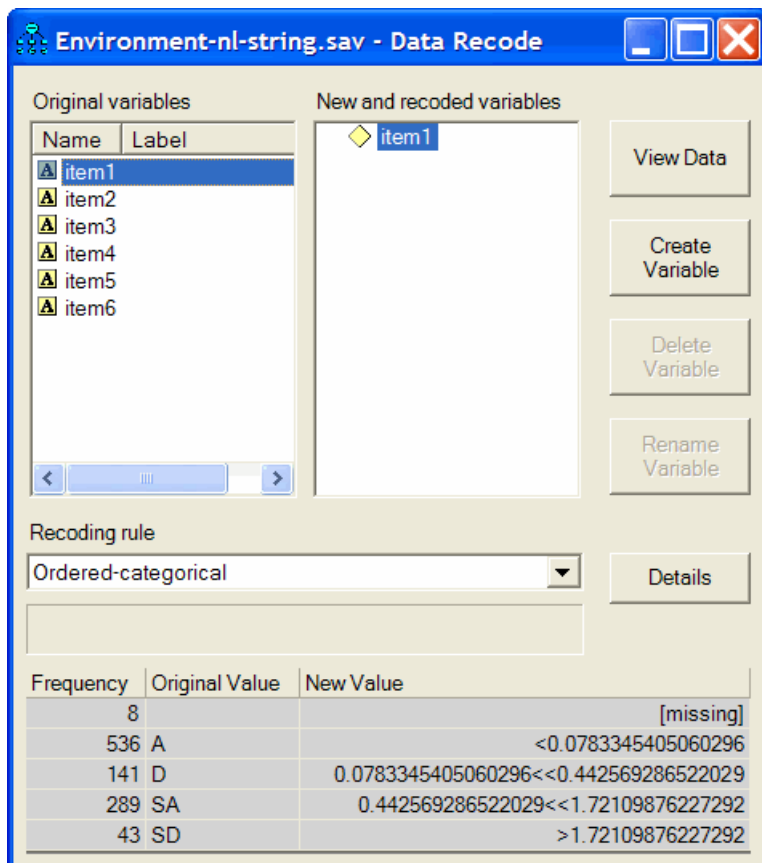 Environment-nl-string.sav - Data Recode
Original variables
New and recoded variables
Name Label
item1
item2
item3
item4
item5
item6
item1
View Data
Create
Variable
Delete
Variable
Rename
Variable
Recoding rule
Ordered-categorical
Details
Frequency Original Value New Value
8 [missing]
536 A <0.0783345405060296
141 D 0.0783345405060296<<0.442569286522029
289 SA 0.442569286522029<<1.72109876227292
43 SD >1.72109876227292